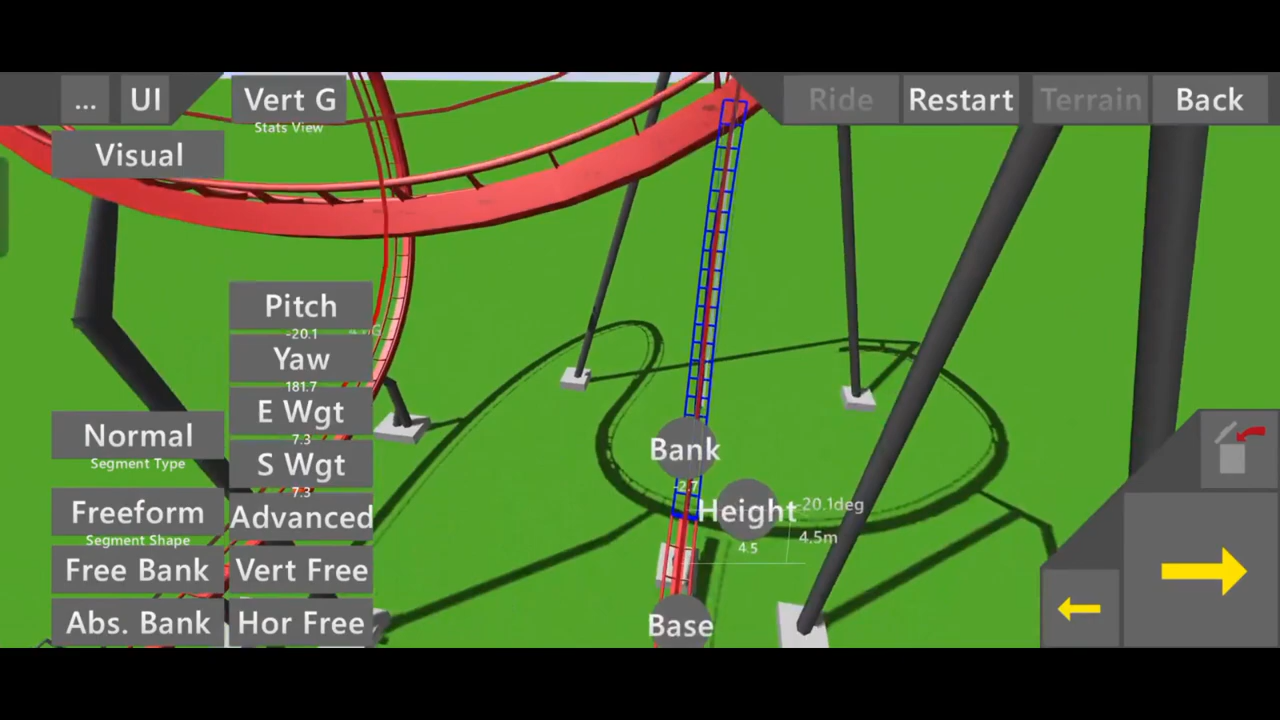 ... UI Vert G Ride Restart Terrain Back
Stats View
Visual
Pitch
-20.1
Yaw
181.7
E Wgt
7.3
Normal
Segment Type
S Wgt
7.3
Bank
-2.7
Height
-20.1deg
4.5m
4.5
Freeform
Segment Shape
Advanced
Free Bank Vert Free
Abs. Bank Hor Free
Base